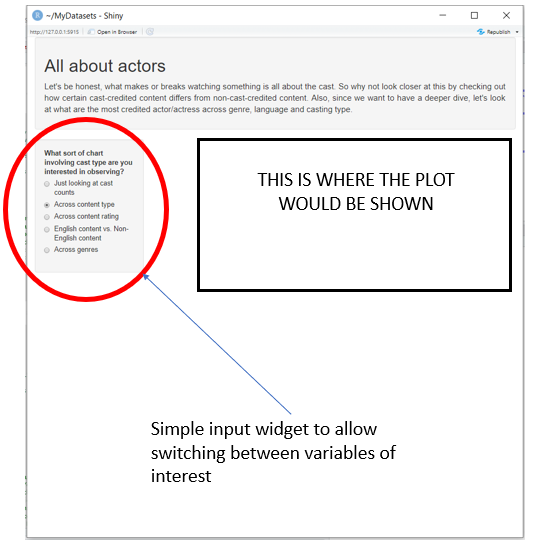 ~/MyDatasets - Shiny
http://127.0.0.1:5915
Open in Browser
Republish
All about actors
Let's be honest, what makes or breaks watching something is all about the cast. So why not look closer at this by checking out
how certain cast-credited content differs from non-cast-credited content. Also, since we want to have a deeper dive, let's look
at what are the most credited actor/actress across genre, language and casting type.
What sort of chart
involving cast type are you
interested in observing?
Just looking at cast
counts
Across content type
Across content rating
English content vs. Non-
English content
Across genres
THIS IS WHERE THE PLOT
WOULD BE SHOWN
Simple input widget to allow
switching between variables of
interest